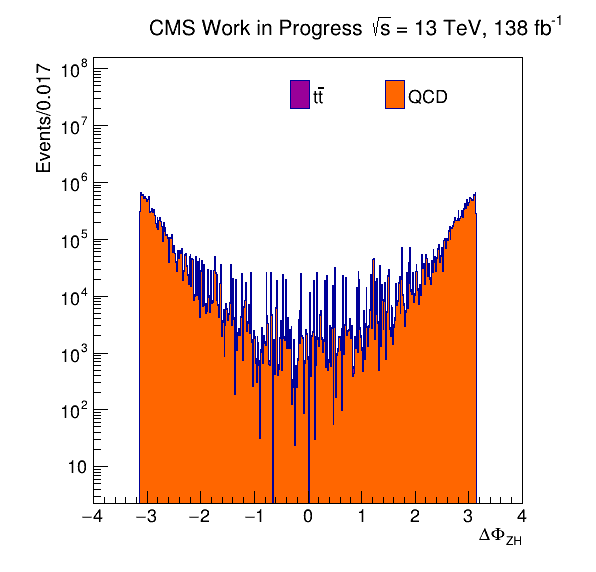 CMS Work in Progress √s = 13 TeV, 138 fb⁻¹
Events/0.017
tt̄
QCD
10⁸
10⁷
10⁶
10⁵
10⁴
10³
10²
10
−4 −3 −2 −1 0 1 2 3 4
ΔΦ_ZH